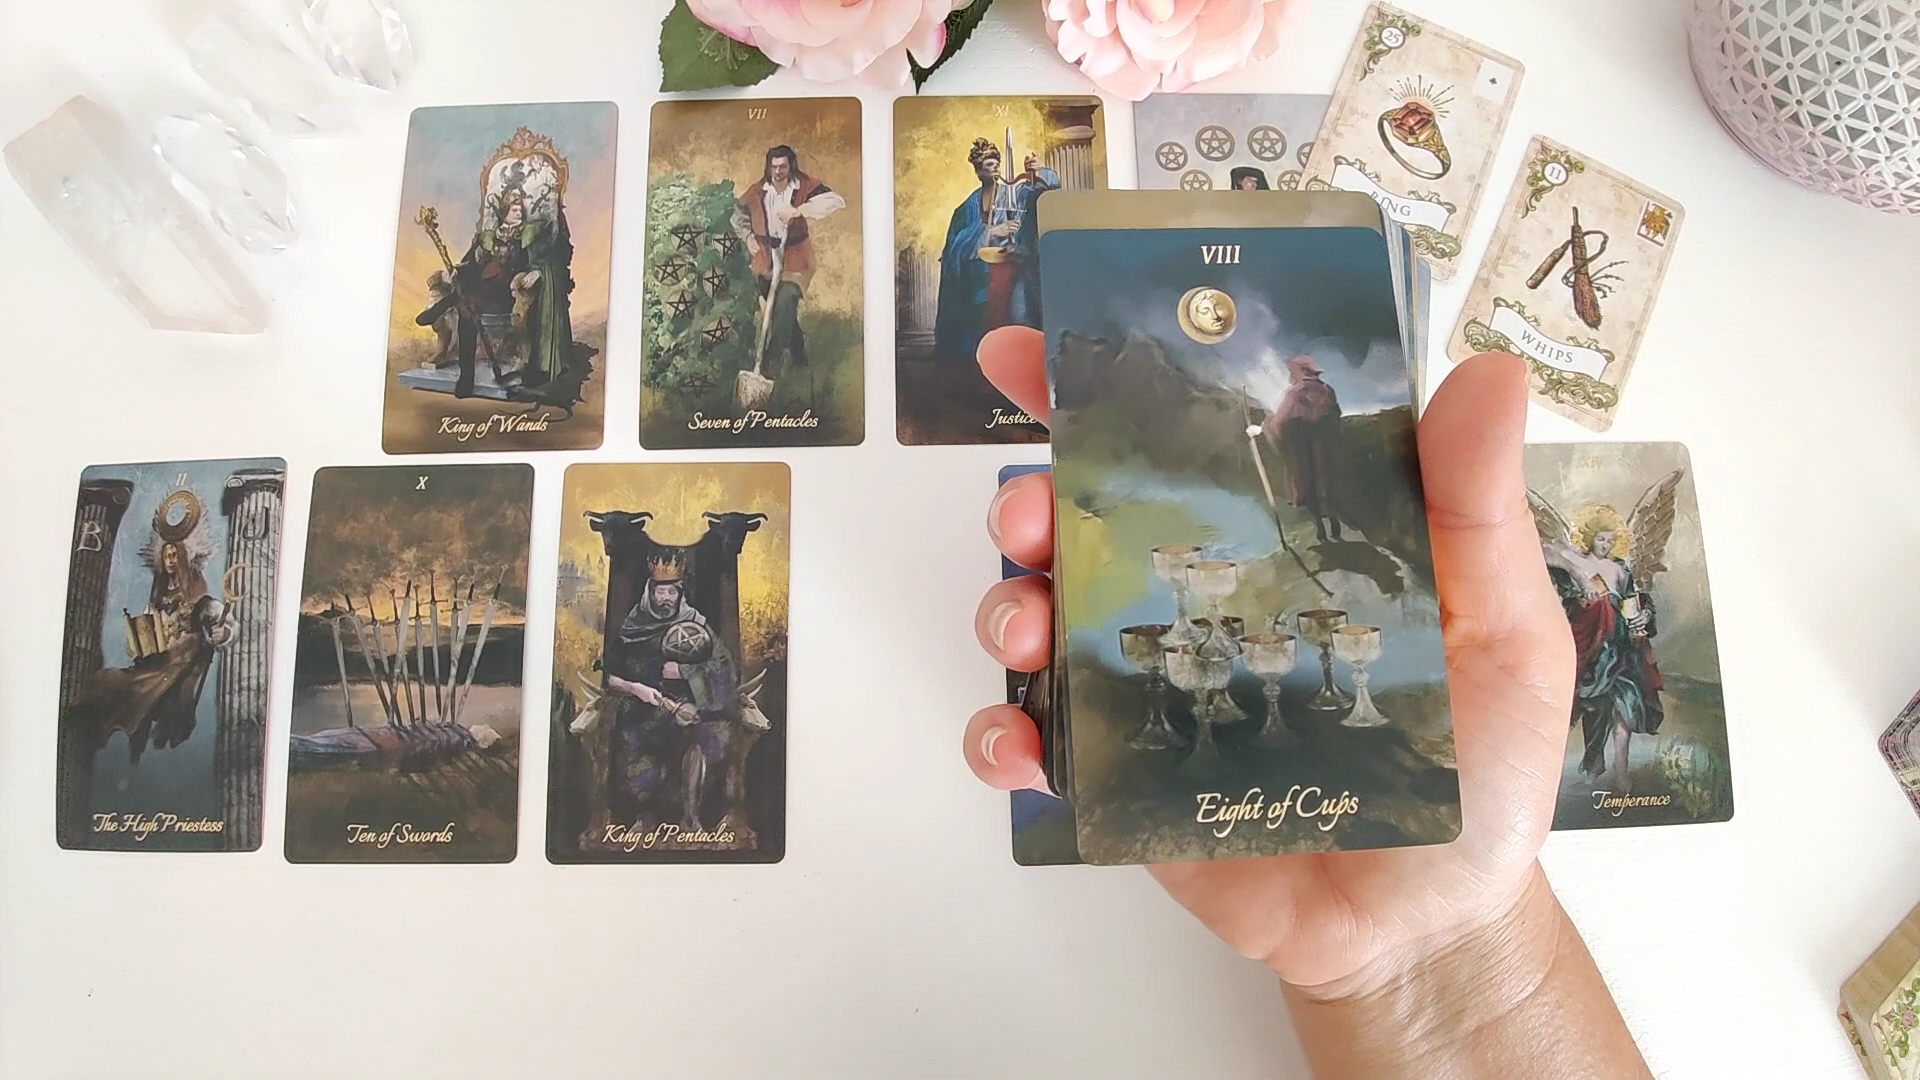 25
RING
11
WHIPS
King of Wands
VII
Seven of Pentacles
XI
Justice
VIII
Eight of Cups
II
B
J
The High Priestess
X
Ten of Swords
King of Pentacles
XIV
Temperance